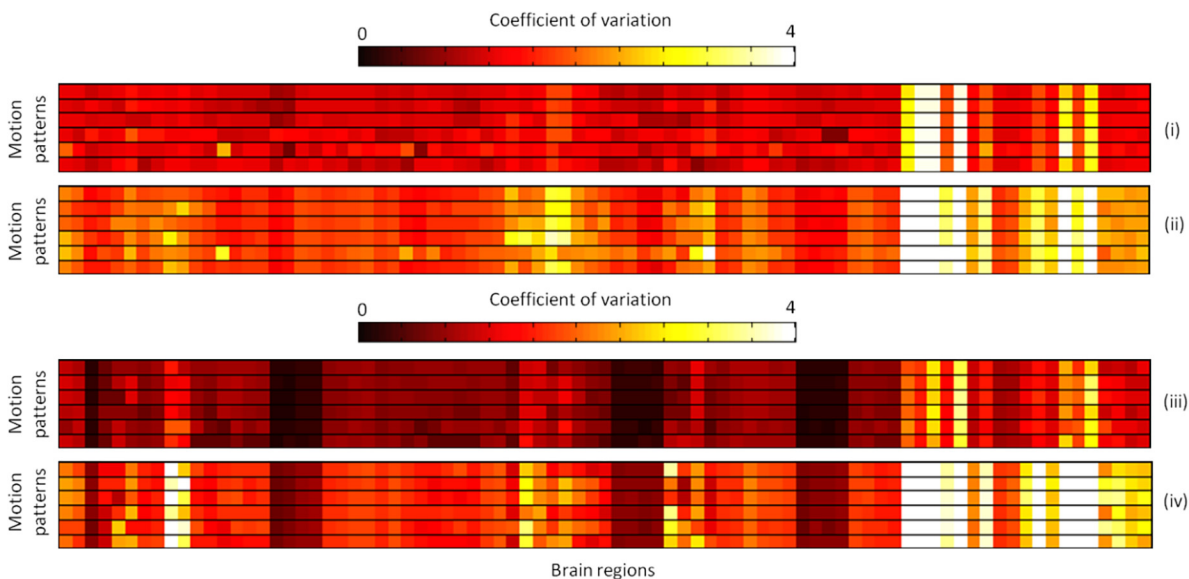 Coefficient of variation
0 4
Motion patterns
(i)
Motion patterns
(ii)
Coefficient of variation
0 4
Motion patterns
(iii)
Motion patterns
(iv)
Brain regions